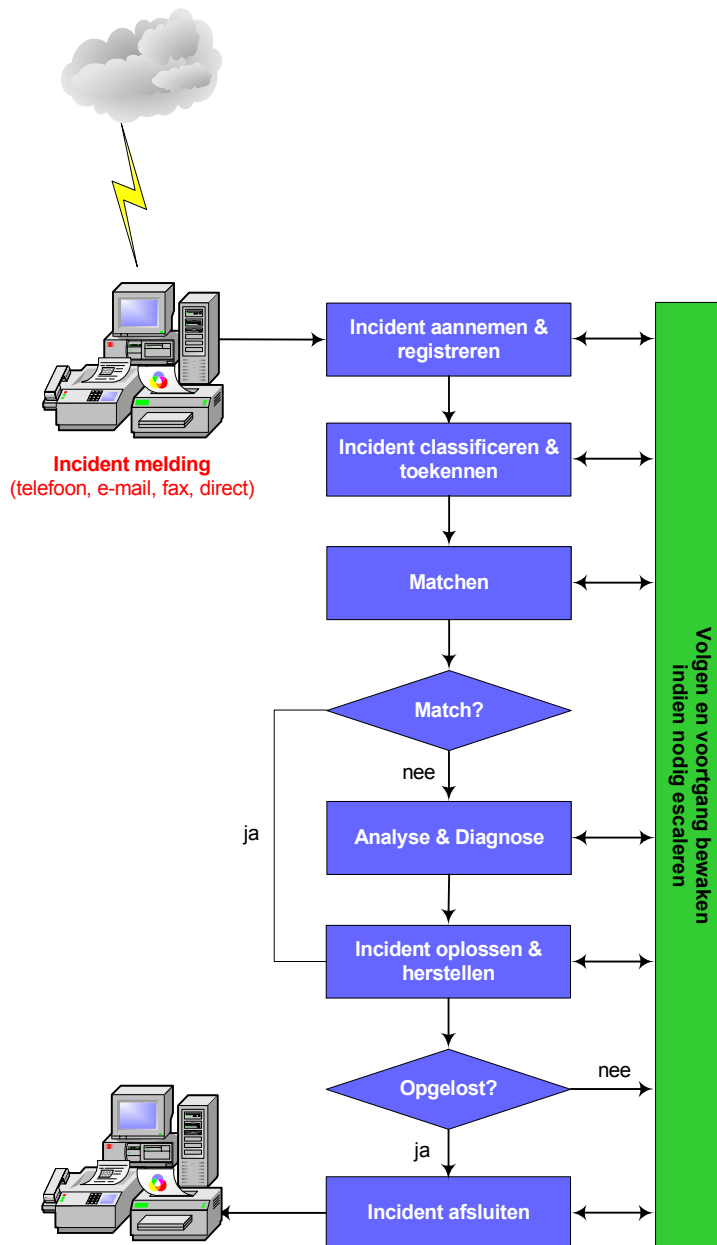 Incident aannemen &
registreren
Incident melding
(telefoon, e-mail, fax, direct)
Incident classificeren &
toekennen
Matchen
Match?
nee
ja
Analyse & Diagnose
Incident oplossen &
herstellen
Opgelost?
nee
ja
Incident afsluiten
Volgen en voortgang bewaken
indien nodig escaleren